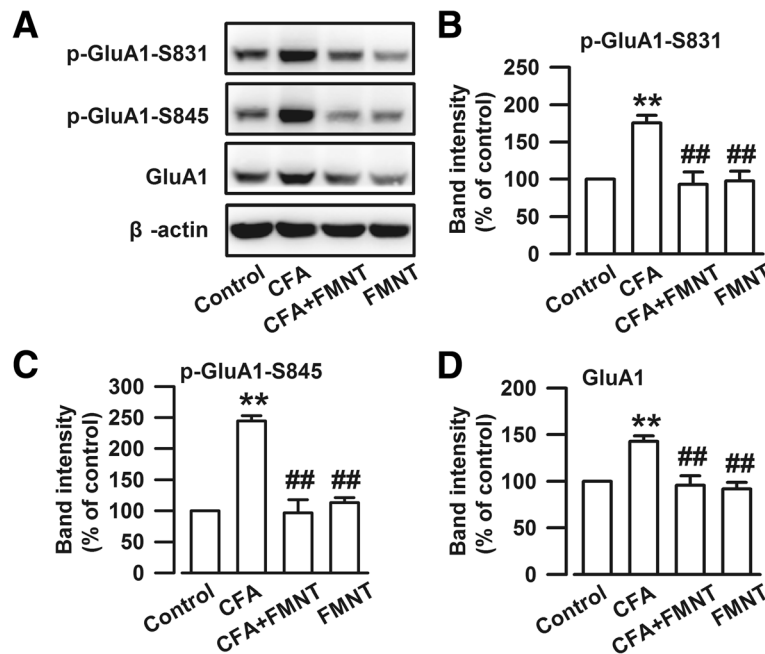 A
p-GluA1-S831
p-GluA1-S845
GluA1
β -actin
Control CFA CFA+FMNT FMNT
B
p-GluA1-S831
Band intensity
(% of control)
250
200
150
100
50
0
**
## ##
Control CFA CFA+FMNT FMNT
C
p-GluA1-S845
Band intensity
(% of control)
300
250
200
150
100
50
0
**
## ##
Control CFA CFA+FMNT FMNT
D
GluA1
Band intensity
(% of control)
200
150
100
50
0
**
## ##
Control CFA CFA+FMNT FMNT